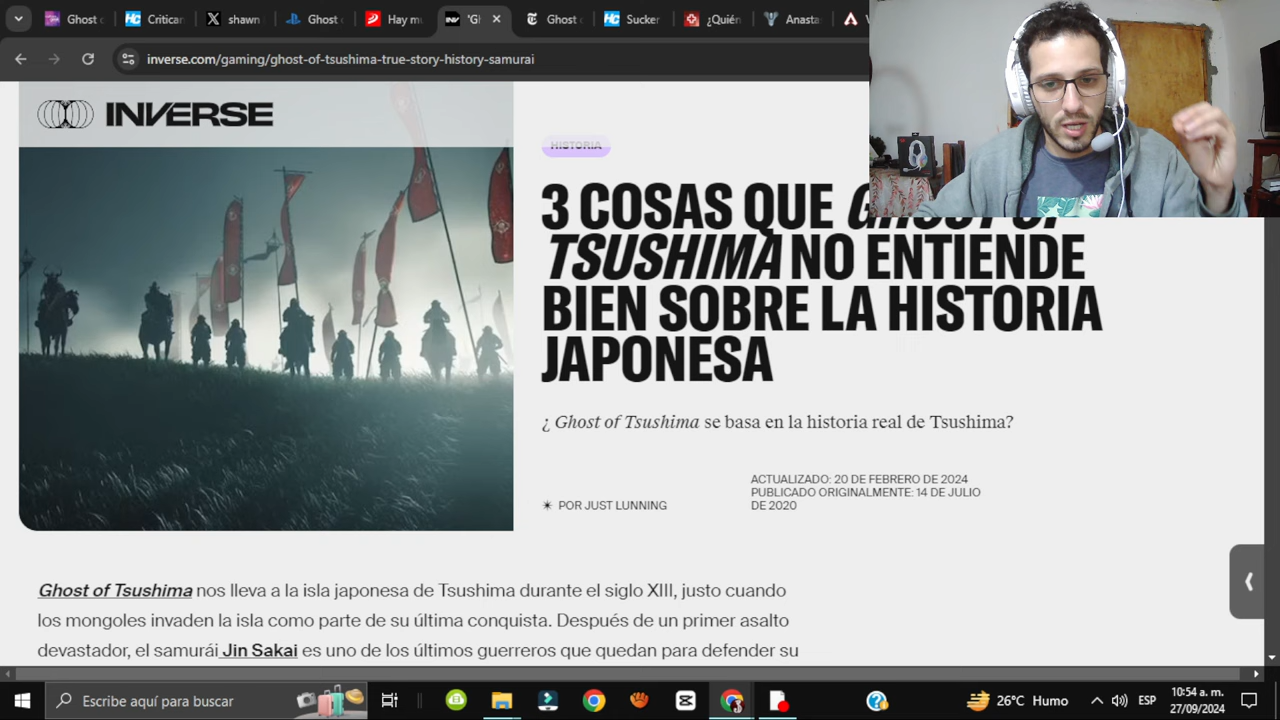 Ghost
Criticar
shawn
Ghost
Hay mu
'Gh
Ghost
Sucker
¿Quién
Anasta
inverse.com/gaming/ghost-of-tsushima-true-story-history-samurai
INVERSE
HISTORIA
3 COSAS QUE GHOST OF
TSUSHIMA NO ENTIENDE
BIEN SOBRE LA HISTORIA
JAPONESA
¿ Ghost of Tsushima se basa en la historia real de Tsushima?
ACTUALIZADO: 20 DE FEBRERO DE 2024
PUBLICADO ORIGINALMENTE: 14 DE JULIO
POR JUST LUNNING
DE 2020
Ghost of Tsushima nos lleva a la isla japonesa de Tsushima durante el siglo XIII, justo cuando
los mongoles invaden la isla como parte de su última conquista. Después de un primer asalto
devastador, el samurái Jin Sakai es uno de los últimos guerreros que quedan para defender su
Escribe aquí para buscar
26°C Humo
ESP
10:54 a. m.
27/09/2024